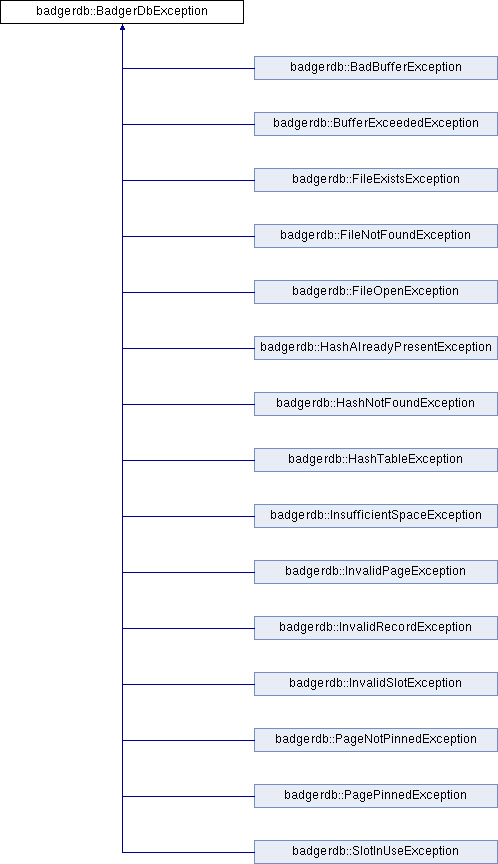 badgerdb::BadgerDbException
badgerdb::BadBufferException
badgerdb::BufferExceededException
badgerdb::FileExistsException
badgerdb::FileNotFoundException
badgerdb::FileOpenException
badgerdb::HashAlreadyPresentException
badgerdb::HashNotFoundException
badgerdb::HashTableException
badgerdb::InsufficientSpaceException
badgerdb::InvalidPageException
badgerdb::InvalidRecordException
badgerdb::InvalidSlotException
badgerdb::PageNotPinnedException
badgerdb::PagePinnedException
badgerdb::SlotInUseException